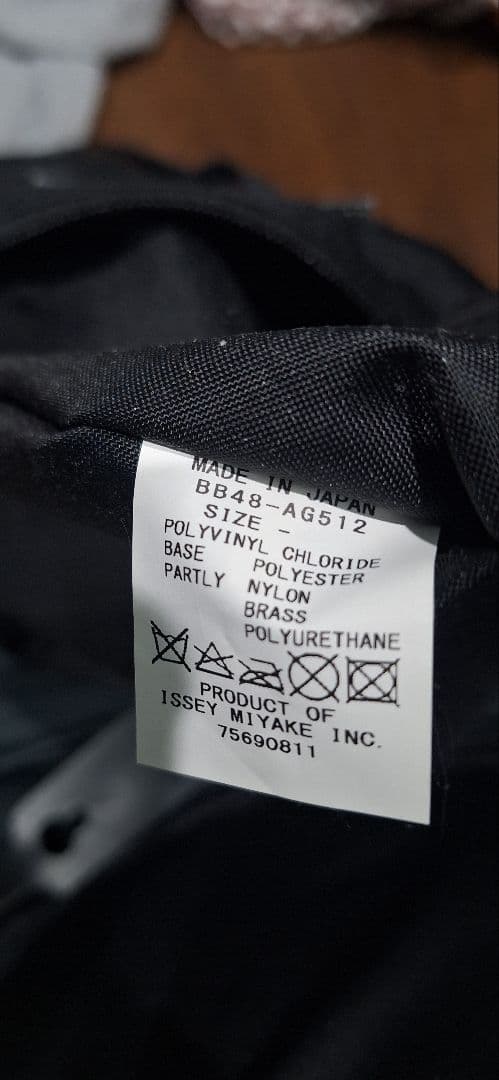 MADE IN JAPAN
BB48-AG512
SIZE -
POLYVINYL CHLORIDE
BASE POLYESTER
PARTLY NYLON
BRASS
POLYURETHANE
PRODUCT OF
ISSEY MIYAKE INC.
75690811